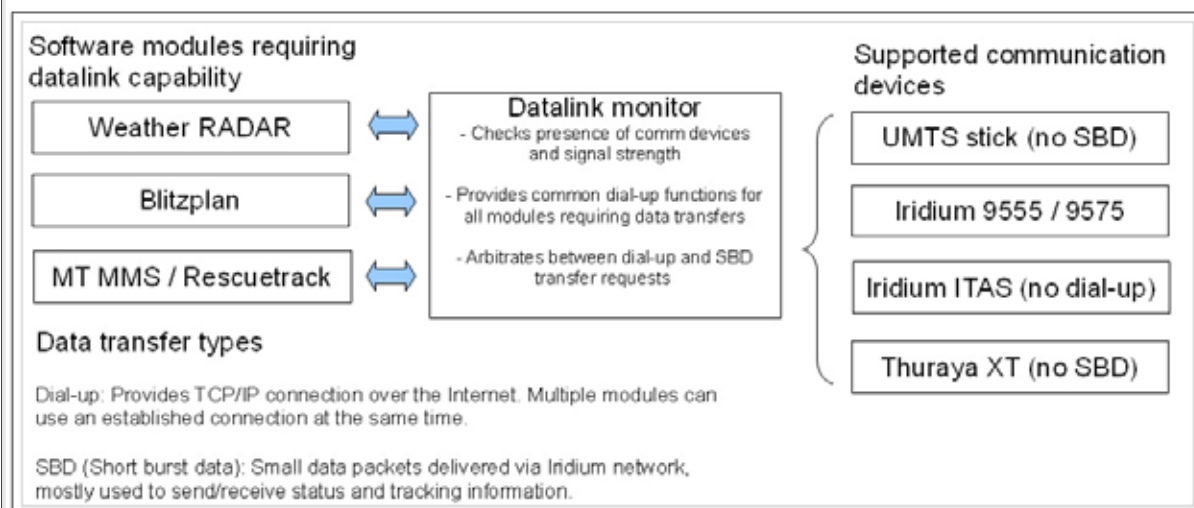 Software modules requiring
datalink capability
Weather RADAR
Blitzplan
MT MMS / Rescuetrack
Datalink monitor
- Checks presence of comm devices
and signal strength
- Provides common dial-up functions for
all modules requiring data transfers
- Arbitrates between dial-up and SBD
transfer requests
Supported communication
devices
UMTS stick (no SBD)
Iridium 9555 / 9575
Iridium ITAS (no dial-up)
Thuraya XT (no SBD)
Data transfer types
Dial-up: Provides TCP/IP connection over the Internet. Multiple modules can
use an established connection at the same time.
SBD (Short burst data): Small data packets delivered via Iridium network,
mostly used to send/receive status and tracking information.